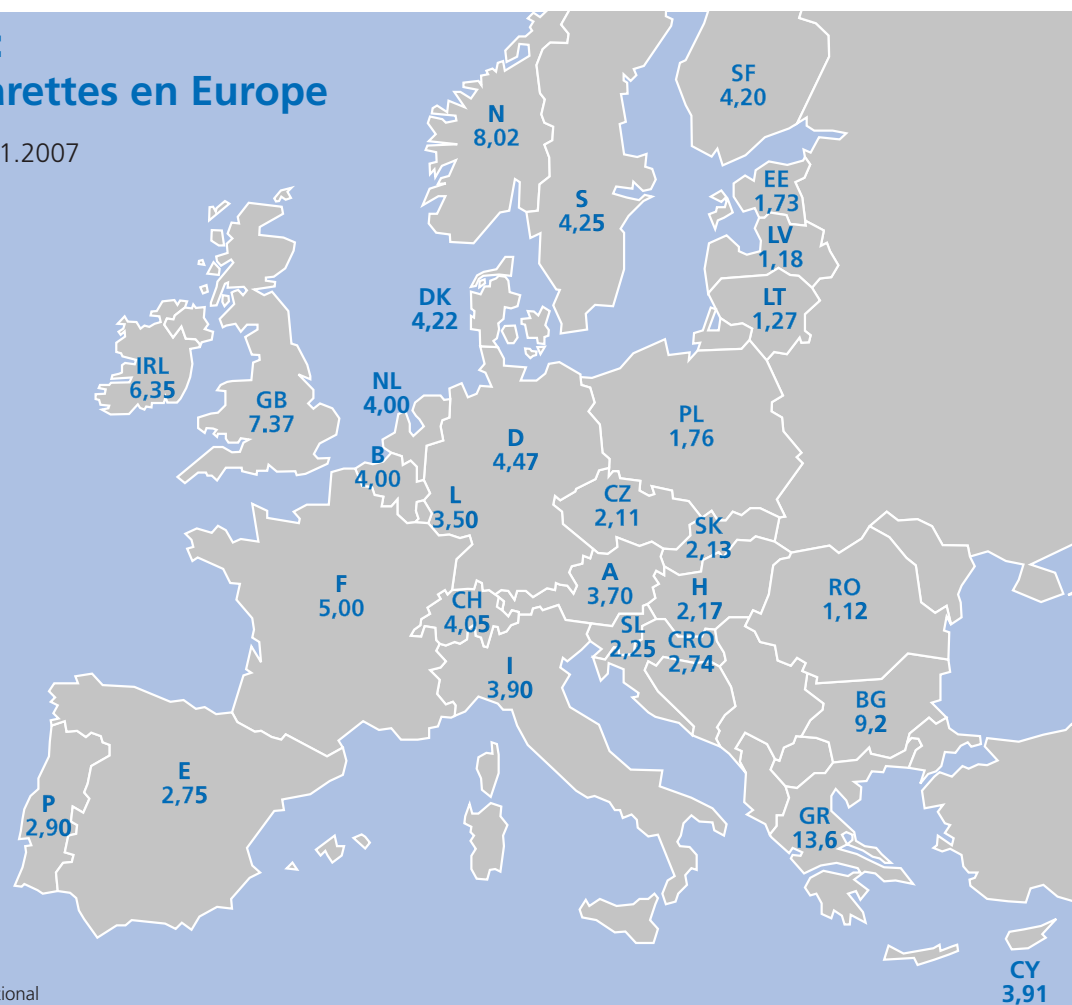 :
arettes en Europe
1.2007
SF
4,20
N
8,02
EE
1,73
S
4,25
LV
1,18
DK
4,22
LT
1,27
IRL
6,35
NL
4,00
GB
7.37
PL
1,76
D
4,47
B
4,00
L
3,50
CZ
2,11
SK
2,13
A
3,70
F
5,00
H
2,17
RO
1,12
CH
4,05
SL
2,25
CRO
2,74
I
3,90
BG
9,2
E
2,75
P
2,90
GR
13,6
CY
3,91
tional